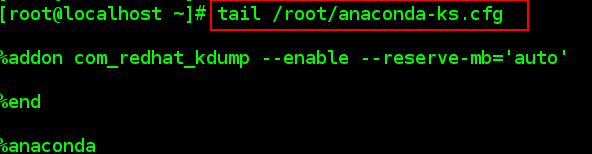 [root@localhost ~]# tail /root/anaconda-ks.cfg
%addon com_redhat_kdump --enable --reserve-mb='auto'
%end
%anaconda